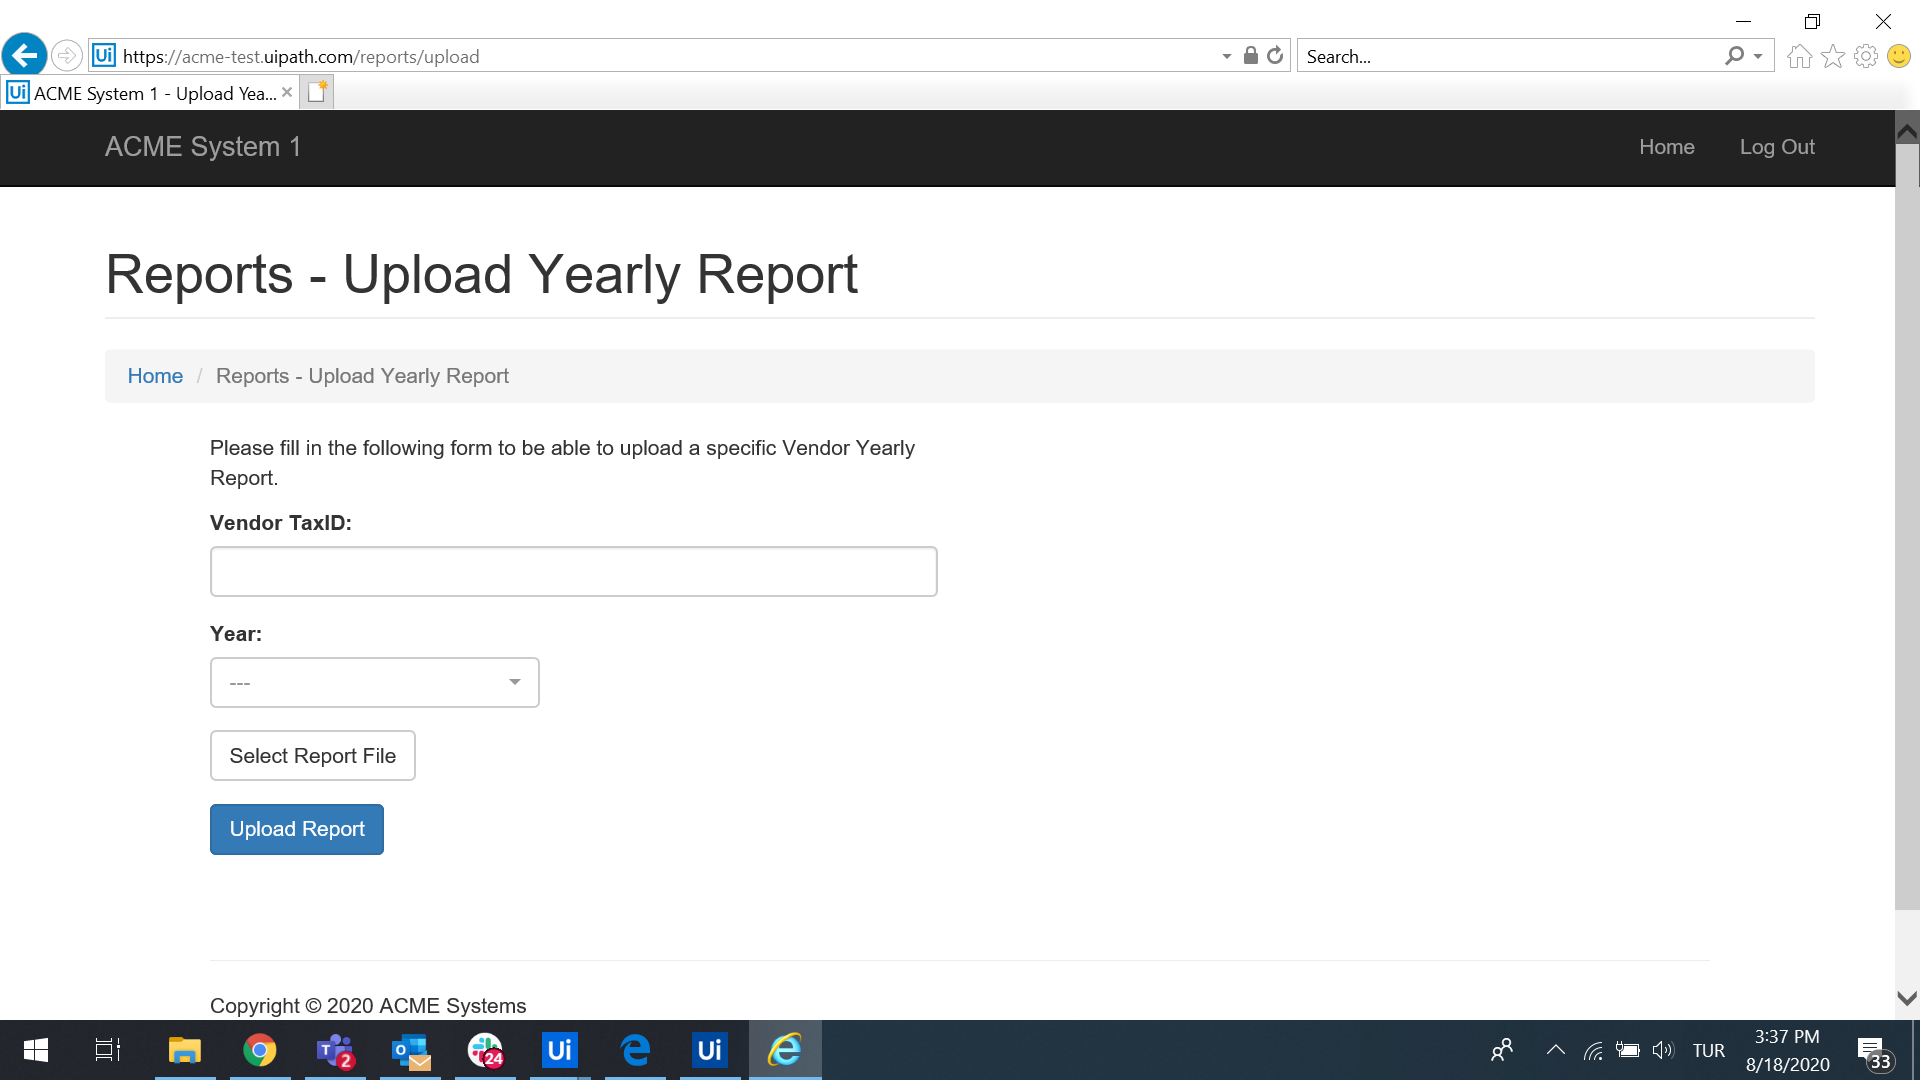 Ui https://acme-test.uipath.com/reports/upload
Search...
Ui ACME System 1 - Upload Yea...
ACME System 1
Home
Log Out
Reports - Upload Yearly Report
Home / Reports - Upload Yearly Report
Please fill in the following form to be able to upload a specific Vendor Yearly
Report.
Vendor TaxID:
Year:
---
Select Report File
Upload Report
Copyright © 2020 ACME Systems
T 2
O
24
Ui
Ui
TUR
3:37 PM
8/18/2020
33